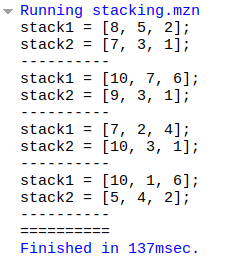 Running stacking.mzn
stack1 = [8, 5, 2];
stack2 = [7, 3, 1];
----------
stack1 = [10, 7, 6];
stack2 = [9, 3, 1];
----------
stack1 = [7, 2, 4];
stack2 = [10, 3, 1];
----------
stack1 = [10, 1, 6];
stack2 = [5, 4, 2];
----------
==========
Finished in 137msec.